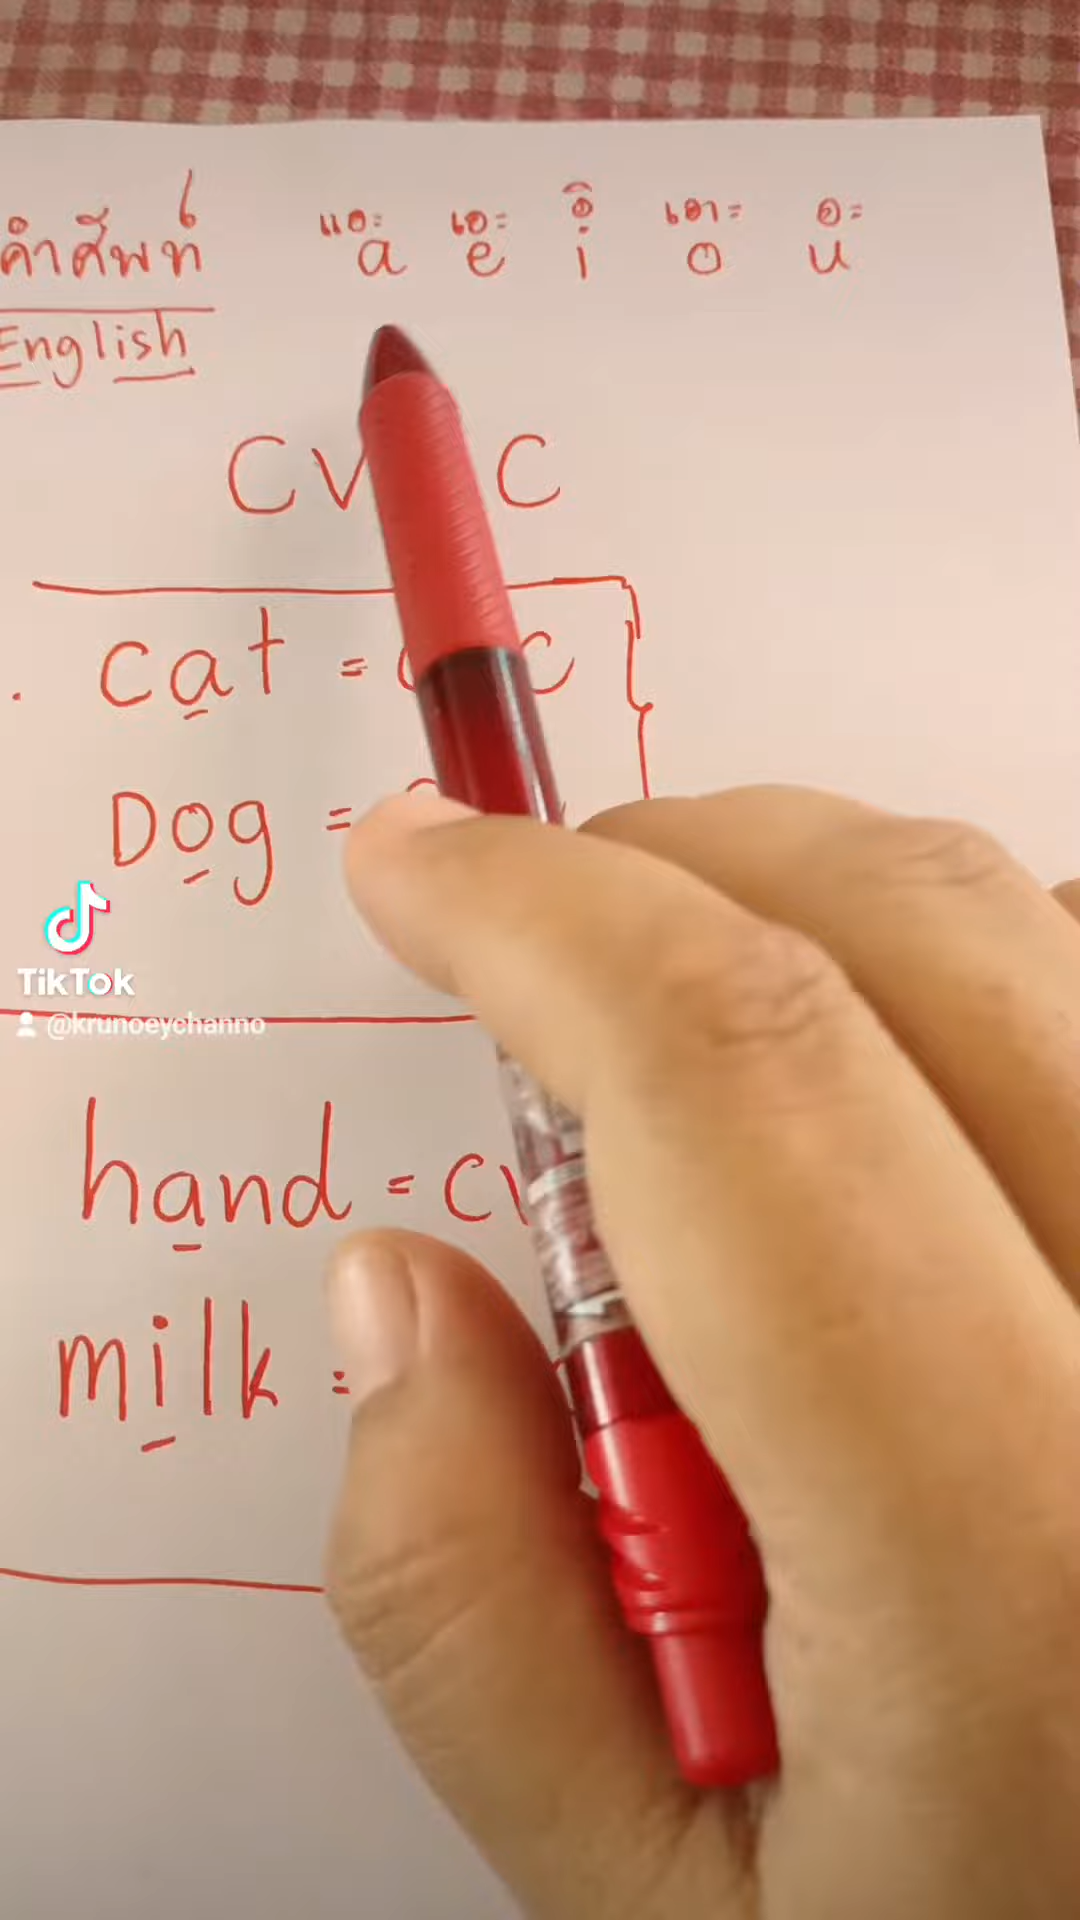 คำศัพท์
แอะ เอะ อิ เอาะ อะ
a e i o u
English
CV C
cat = C
Dog =
TikTok
@krunoeychanno
hand = CV
milk =